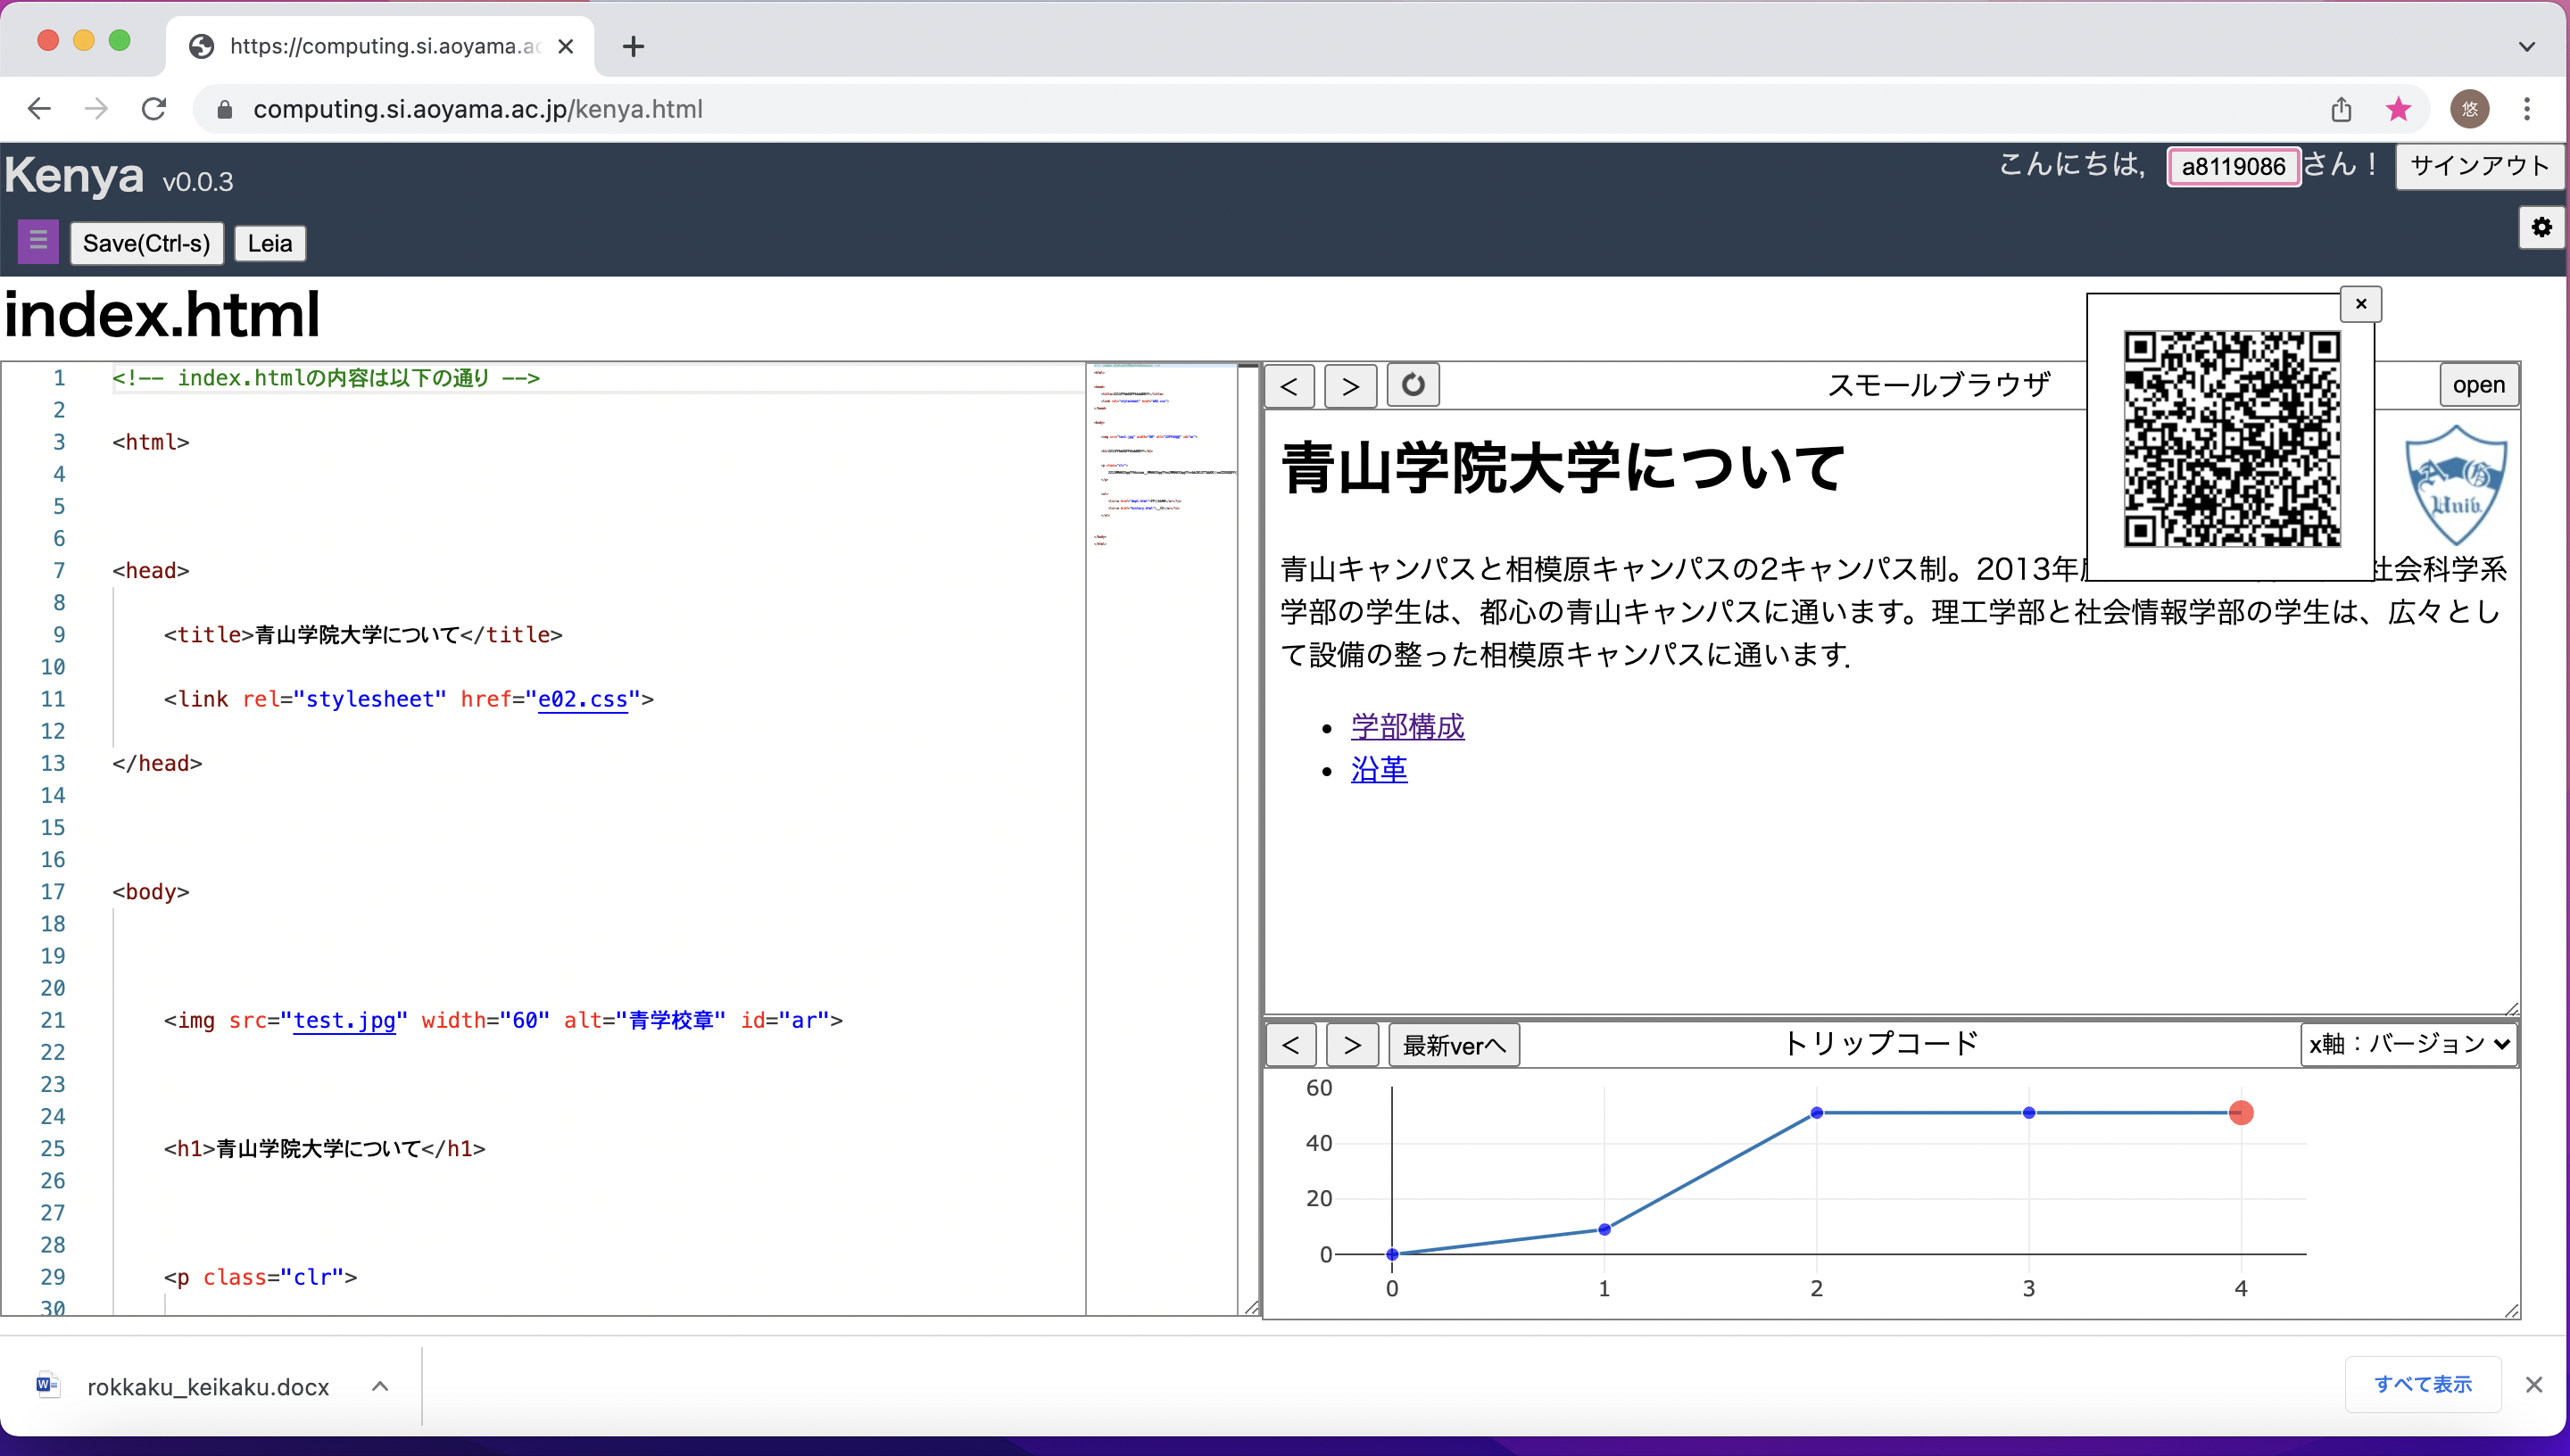 https://computing.si.aoyama.ac
computing.si.aoyama.ac.jp/kenya.html
悠
Kenya v0.0.3
こんにちは, a8119086 さん！ サインアウト
Save(Ctrl-s) Leia
index.html
1 <!-- index.htmlの内容は以下の通り -->
2
3 <html>
4
5
6
7 <head>
8
9 <title>青山学院大学について</title>
10
11 <link rel="stylesheet" href="e02.css">
12
13 </head>
14
15
16
17 <body>
18
19
20
21 <img src="test.jpg" width="60" alt="青学校章" id="ar">
22
23
24
25 <h1>青山学院大学について</h1>
26
27
28
29 <p class="clr">
30
< > スモールブラウザ open
×
青山学院大学について
A G Univ.
青山キャンパスと相模原キャンパスの2キャンパス制。2013年 社会科学系
学部の学生は、都心の青山キャンパスに通います。理工学部と社会情報学部の学生は、広々とし
て設備の整った相模原キャンパスに通います.
• 学部構成
• 沿革
< > 最新verへ トリップコード x軸：バージョン
60
40
20
0
0 1 2 3 4
rokkaku_keikaku.docx
すべて表示